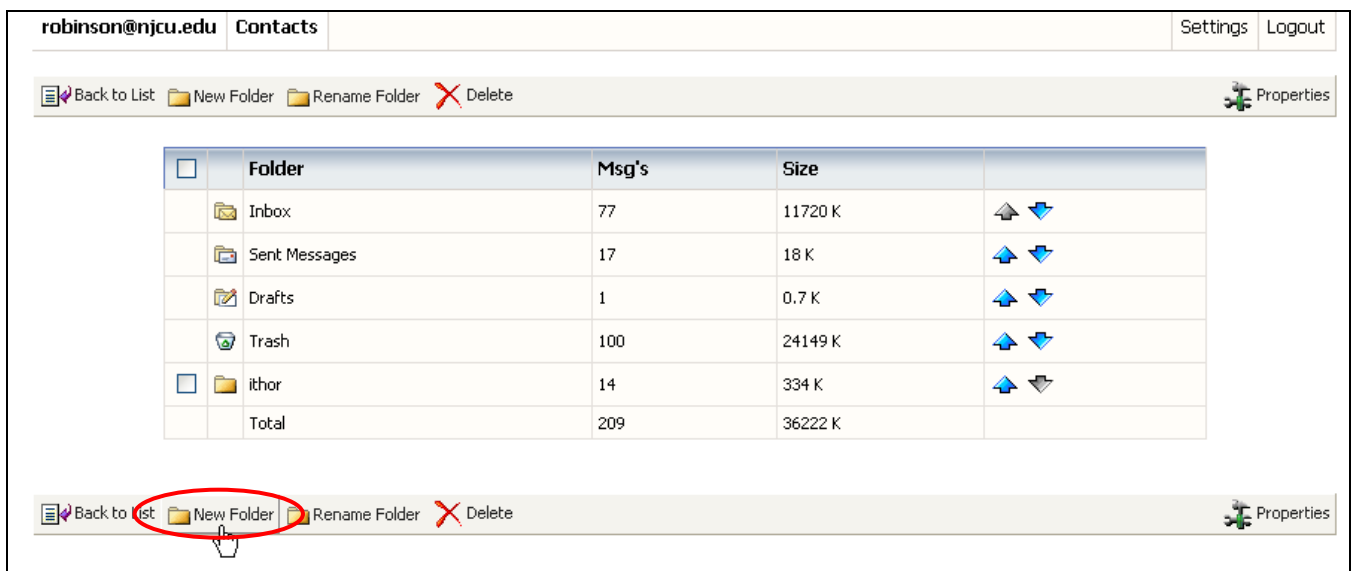 robinson@njcu.edu Contacts Settings Logout
Back to List New Folder Rename Folder Delete Properties
Folder Msg's Size
Inbox 77 11720 K
Sent Messages 17 18 K
Drafts 1 0.7 K
Trash 100 24149 K
ithor 14 334 K
Total 209 36222 K
Back to List New Folder Rename Folder Delete Properties